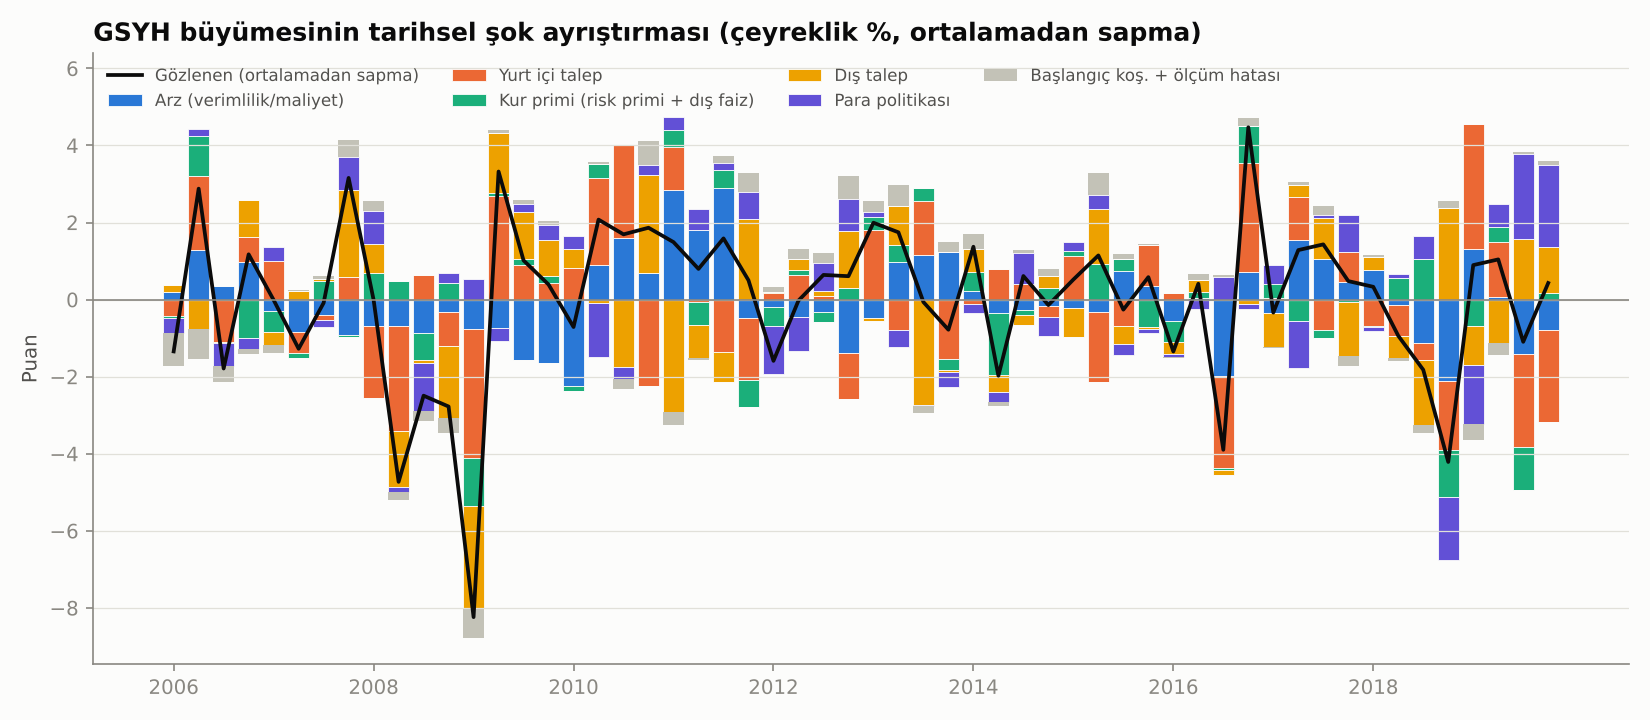 GSYH büyümesinin tarihsel şok ayrıştırması (çeyreklik %, ortalamadan sapma)
Gözlenen (ortalamadan sapma)
Arz (verimlilik/maliyet)
Yurt içi talep
Kur primi (risk primi + dış faiz)
Dış talep
Para politikası
Başlangıç koş. + ölçüm hatası
Puan
6
4
2
0
−2
−4
−6
−8
2006
2008
2010
2012
2014
2016
2018